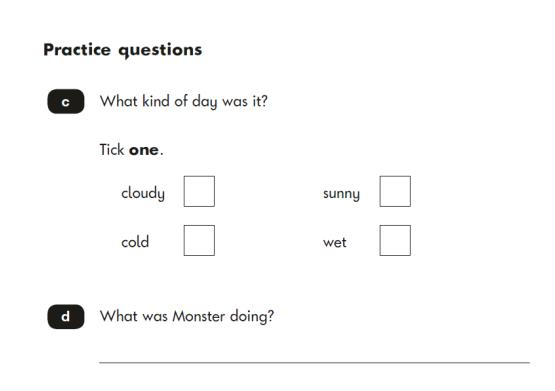 Practice questions
c What kind of day was it?
Tick one.
cloudy sunny
cold wet
d What was Monster doing?